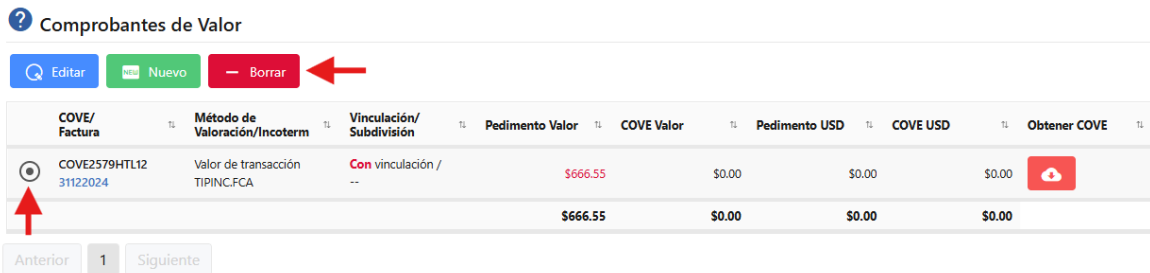 ?
Comprobantes de Valor
Editar
NEW Nuevo
Borrar
COVE/
Factura
Método de
Valoración/Incoterm
Vinculación/
Subdivisión
Pedimento Valor
COVE Valor
Pedimento USD
COVE USD
Obtener COVE
COVE2579HTL12
31122024
Valor de transacción
TIPINC.FCA
Con vinculación /
--
$666.55
$0.00
$0.00
$0.00
$666.55
$0.00
$0.00
$0.00
Anterior
1
Siguiente